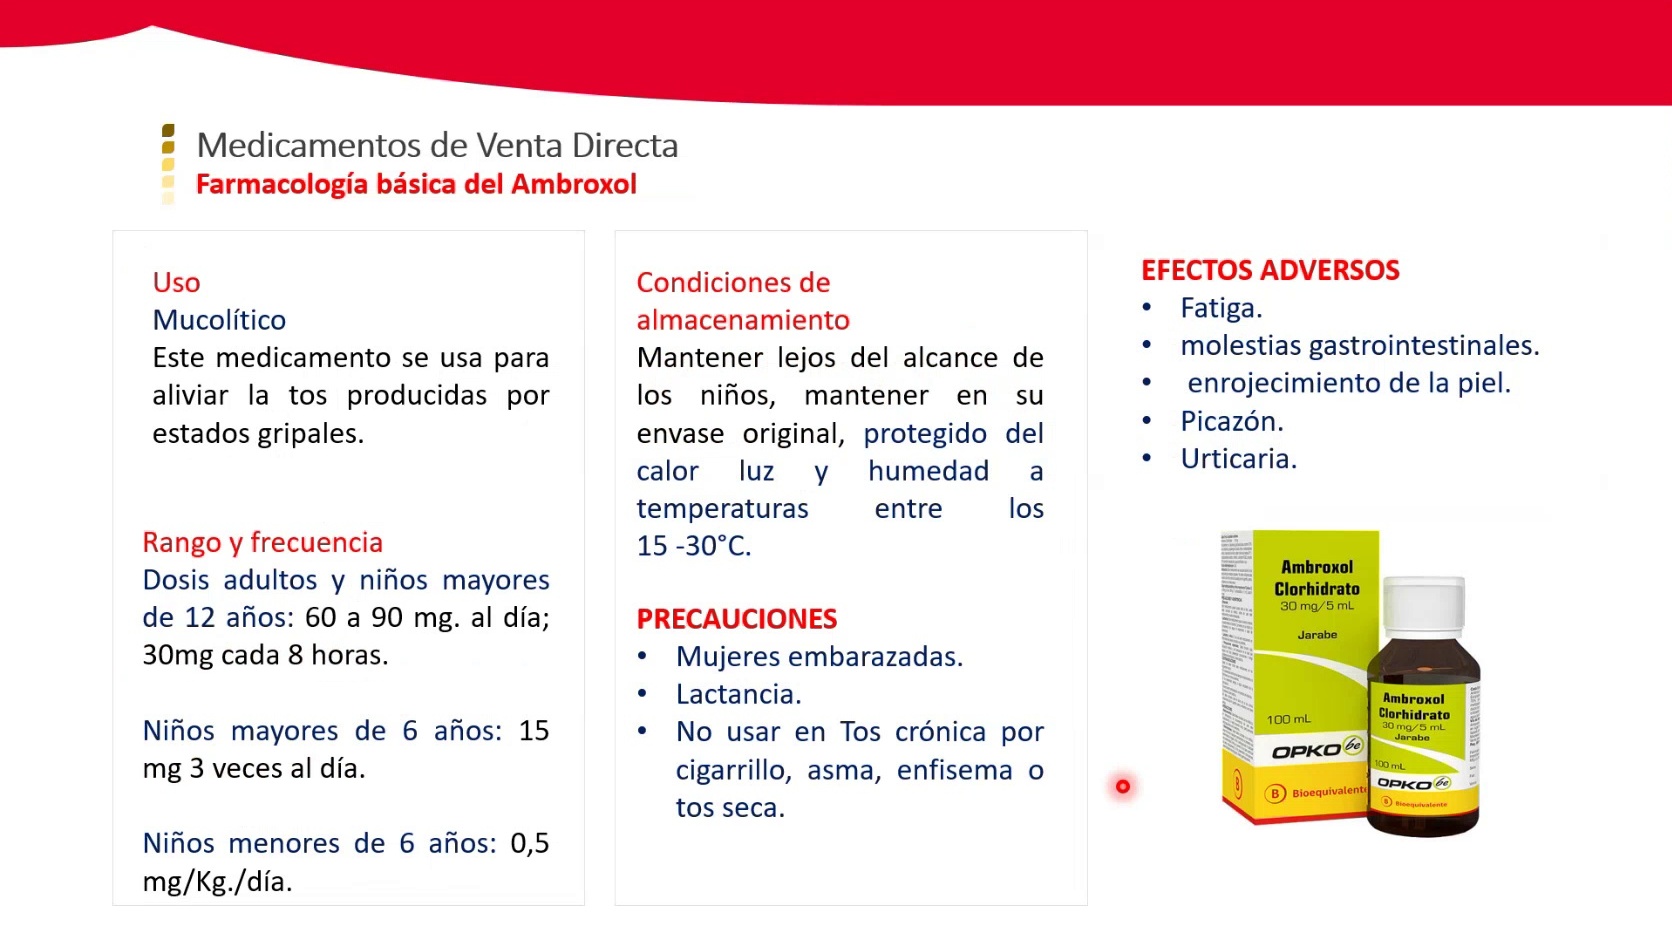 Medicamentos de Venta Directa
Farmacología básica del Ambroxol
Uso
Mucolítico
Este medicamento se usa para
aliviar la tos producidas por
estados gripales.
Rango y frecuencia
Dosis adultos y niños mayores
de 12 años: 60 a 90 mg. al día;
30mg cada 8 horas.
Niños mayores de 6 años: 15
mg 3 veces al día.
Niños menores de 6 años: 0,5
mg/Kg./día.
Condiciones de
almacenamiento
Mantener lejos del alcance de
los niños, mantener en su
envase original, protegido del
calor luz y humedad a
temperaturas entre los
15 -30°C.
PRECAUCIONES
• Mujeres embarazadas.
• Lactancia.
• No usar en Tos crónica por
cigarrillo, asma, enfisema o
tos seca.
EFECTOS ADVERSOS
• Fatiga.
• molestias gastrointestinales.
• enrojecimiento de la piel.
• Picazón.
• Urticaria.
Ambroxol
Clorhidrato
30 mg/5 mL
Jarabe
100 mL
OPKO be
B Bioequivalente
Ambroxol
Clorhidrato
30 mg/5 mL
Jarabe
100 mL
OPKO be
B Bioequivalente